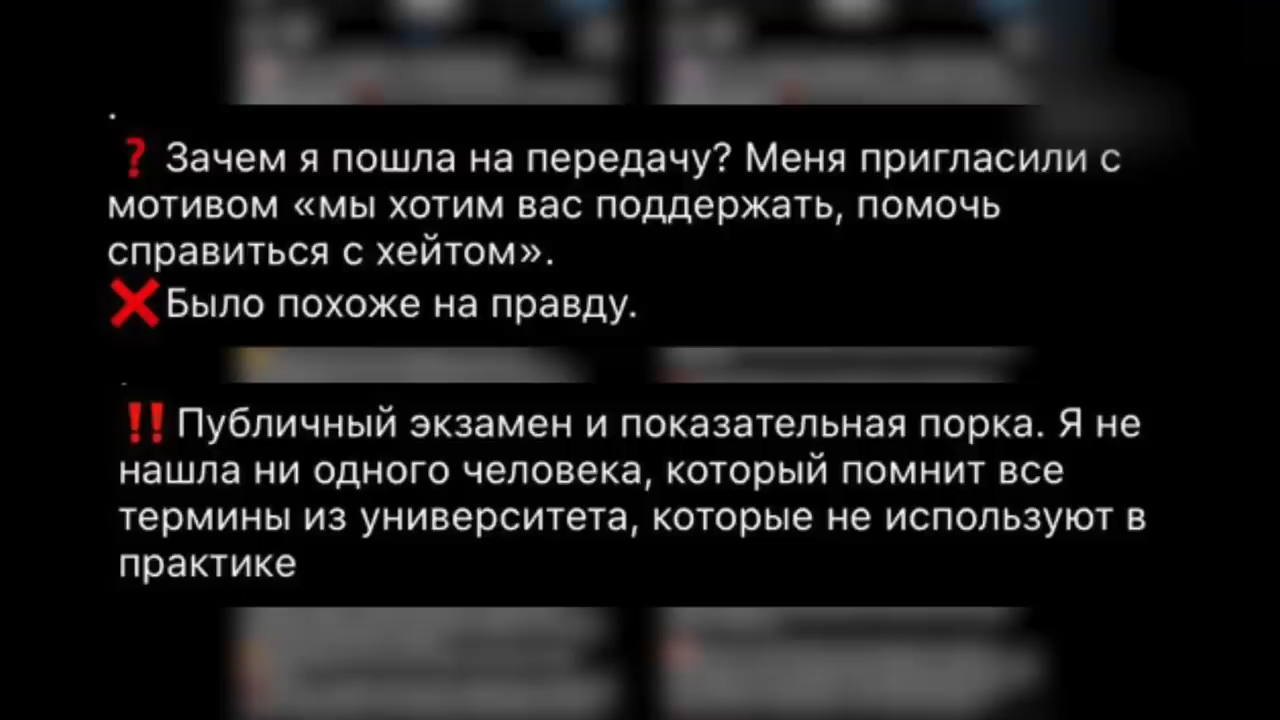 ❓ Зачем я пошла на передачу? Меня пригласили с
мотивом «мы хотим вас поддержать, помочь
справиться с хейтом».
❌Было похоже на правду.
‼️ Публичный экзамен и показательная порка. Я не
нашла ни одного человека, который помнит все
термины из университета, которые не используют в
практике